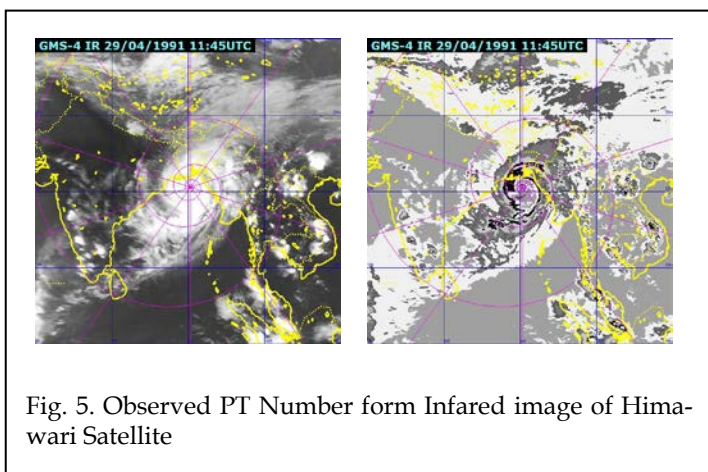 GMS-4 IR 29/04/1991 11:45UTC
GMS-4 IR 29/04/1991 11:45UTC
Fig. 5. Observed PT Number form Infared image of Hima-
wari Satellite